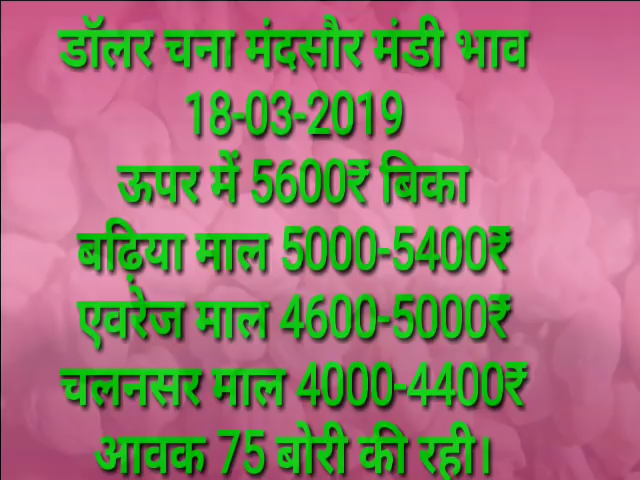 डॉलर चना मंदसौर मंडी भाव
18-03-2019
ऊपर में 5600₹ बिका
बढ़िया माल 5000-5400₹
एवरेज माल 4600-5000₹
चलनसर माल 4000-4400₹
आवक 75 बोरी की रही।